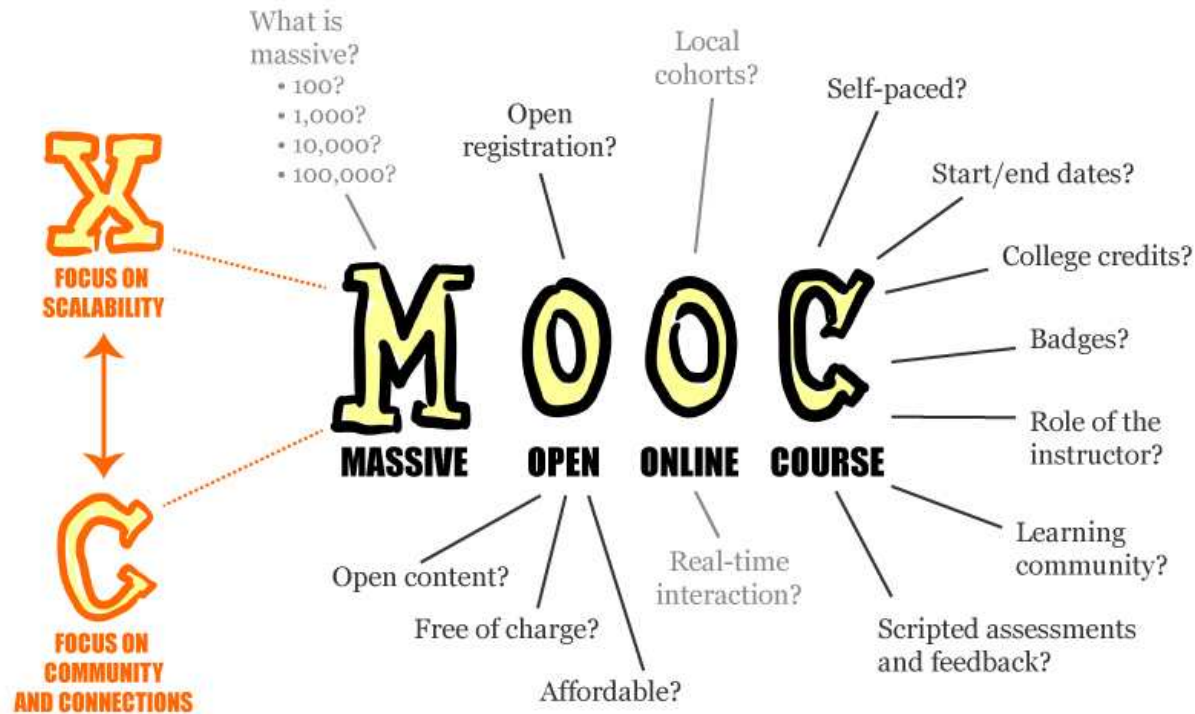 What is
massive?
• 100?
• 1,000?
• 10,000?
• 100,000?
Open
registration?
Local
cohorts?
Self-paced?
Start/end dates?
College credits?
Badges?
Role of the
instructor?
Learning
community?
Scripted assessments
and feedback?
X
FOCUS ON
SCALABILITY
C
FOCUS ON
COMMUNITY
AND CONNECTIONS
MOOC
MASSIVE OPEN ONLINE COURSE
Open content?
Free of charge?
Affordable?
Real-time
interaction?